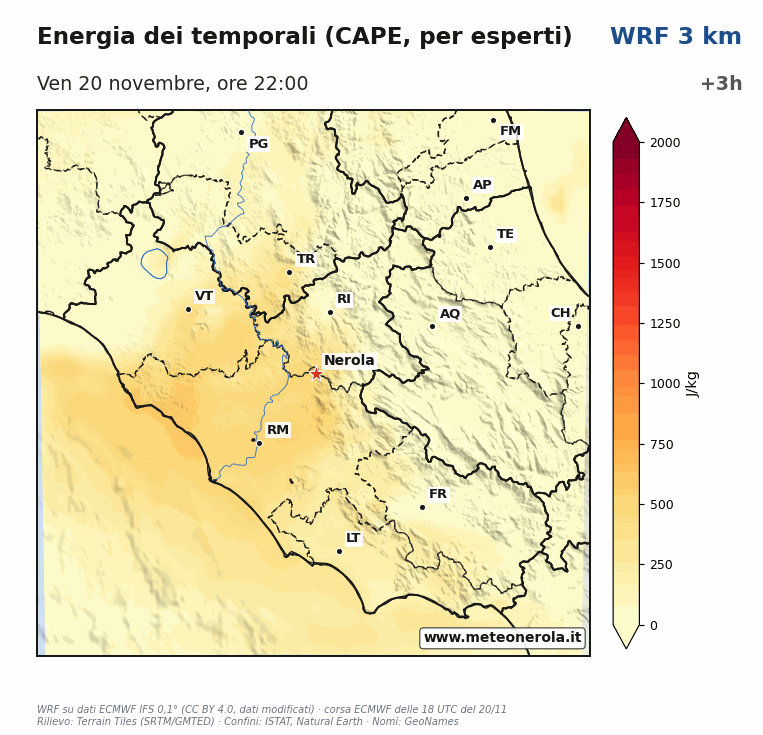 Energia dei temporali (CAPE, per esperti)
WRF 3 km
Ven 20 novembre, ore 22:00
+3h
FM
PG
AP
TE
TR
VT
RI
AQ
CH
Nerola
RM
FR
LT
www.meteonerola.it
2000
1750
1500
1250
1000
750
500
250
0
J/kg
WRF su dati ECMWF IFS 0,1° (CC BY 4.0, dati modificati) · corsa ECMWF delle 18 UTC del 20/11
Rilievo: Terrain Tiles (SRTM/GMTED) · Confini: ISTAT, Natural Earth · Nomi: GeoNames